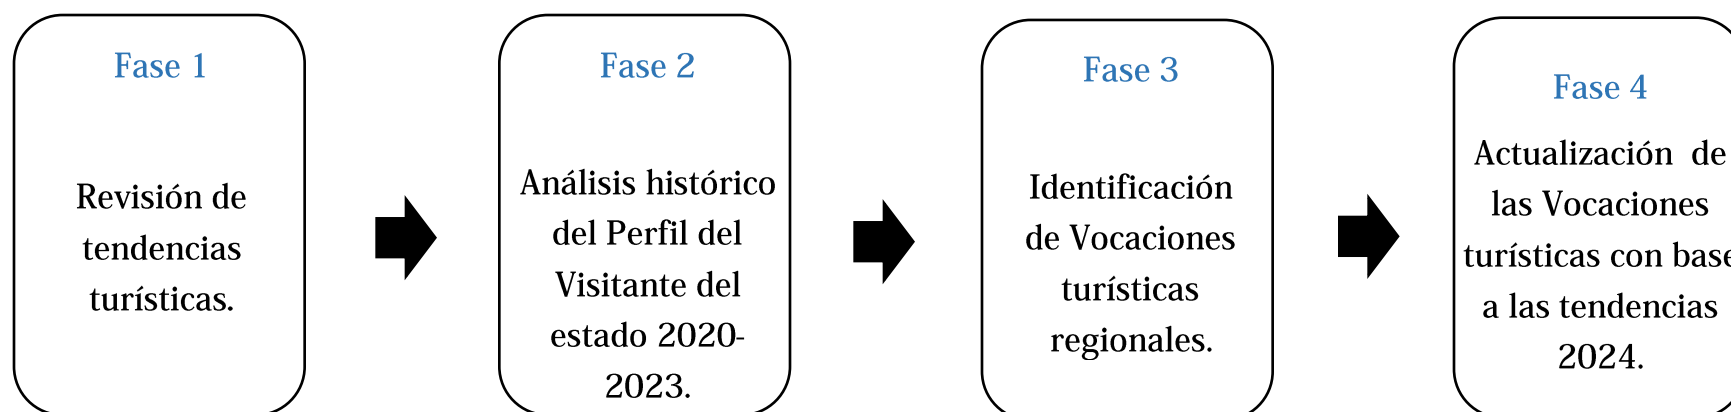 Fase 1
Revisión de
tendencias
turísticas.
Fase 2
Análisis histórico
del Perfil del
Visitante del
estado 2020-
2023.
Fase 3
Identificación
de Vocaciones
turísticas
regionales.
Fase 4
Actualización de
las Vocaciones
turísticas con base
a las tendencias
2024.